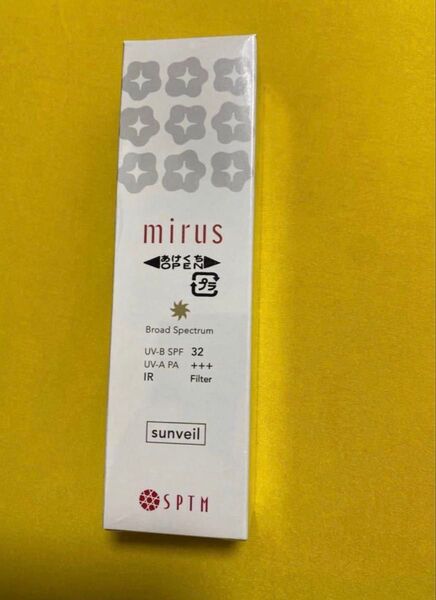 mirus
あけくち
OPEN
プラ
Broad Spectrum
UV-B SPF 32
UV-A PA +++
IR Filter
sunveil
SPTM